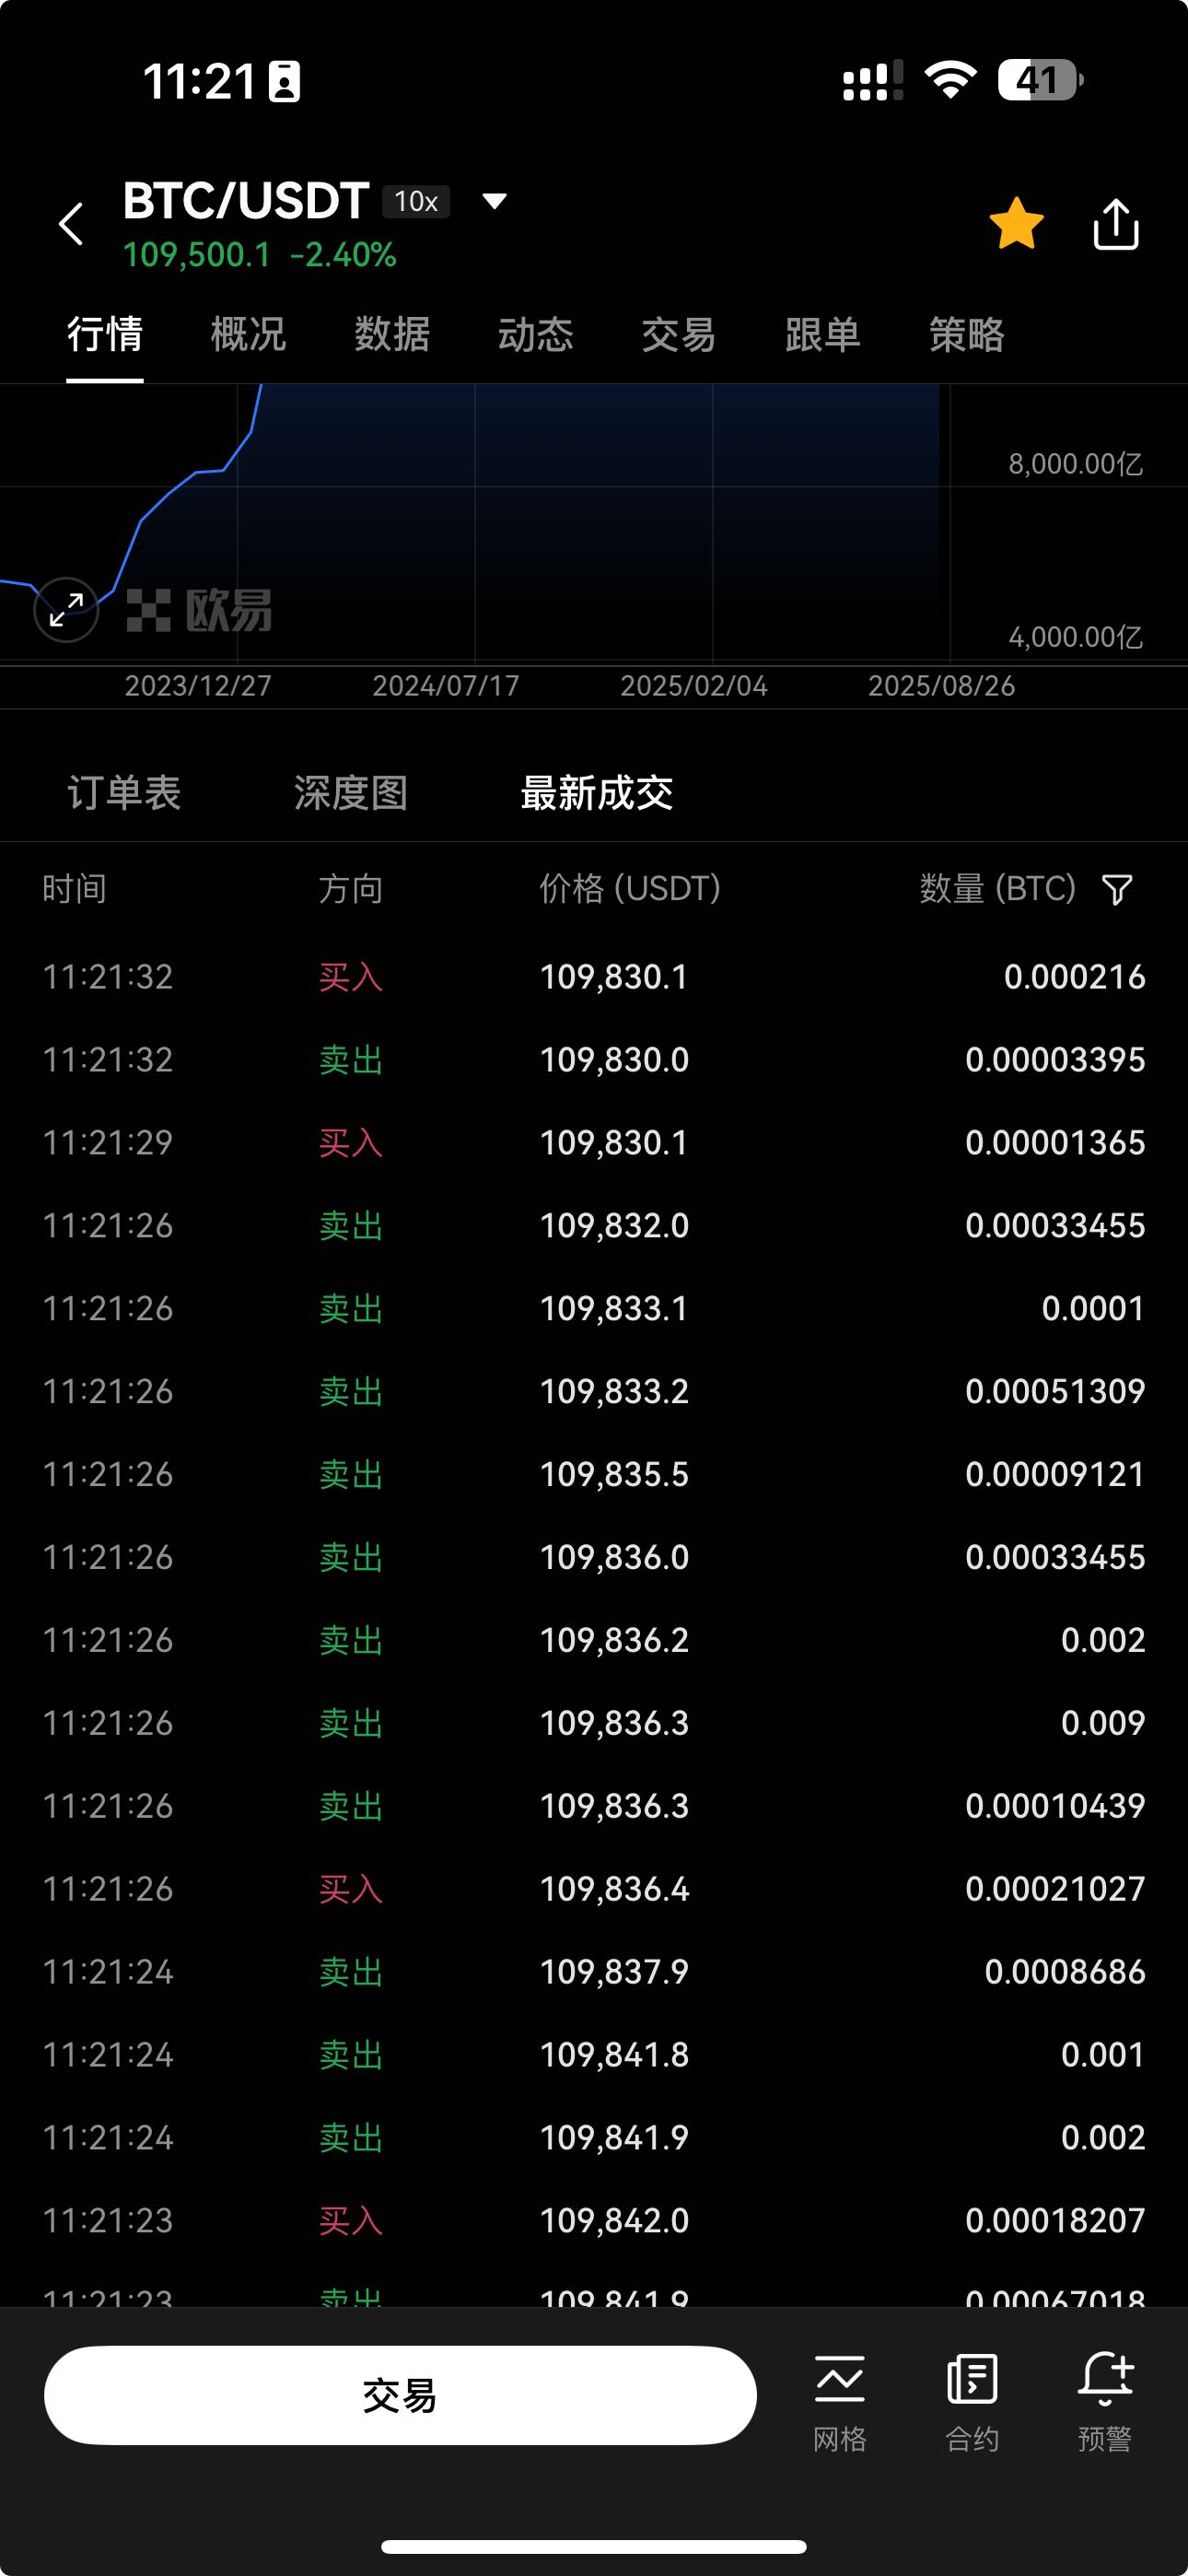 11:21
41
BTC/USDT 10x
109,500.1 -2.40%
行情 概况 数据 动态 交易 跟单 策略
8,000.00亿
欧易
4,000.00亿
2023/12/27 2024/07/17 2025/02/04 2025/08/26
订单表 深度图 最新成交
时间 方向 价格 (USDT) 数量 (BTC)
11:21:32 买入 109,830.1 0.000216
11:21:32 卖出 109,830.0 0.00003395
11:21:29 买入 109,830.1 0.00001365
11:21:26 卖出 109,832.0 0.00033455
11:21:26 卖出 109,833.1 0.0001
11:21:26 卖出 109,833.2 0.00051309
11:21:26 卖出 109,835.5 0.00009121
11:21:26 卖出 109,836.0 0.00033455
11:21:26 卖出 109,836.2 0.002
11:21:26 卖出 109,836.3 0.009
11:21:26 卖出 109,836.3 0.00010439
11:21:26 买入 109,836.4 0.00021027
11:21:24 卖出 109,837.9 0.0008686
11:21:24 卖出 109,841.8 0.001
11:21:24 卖出 109,841.9 0.002
11:21:23 买入 109,842.0 0.00018207
11:21:23 卖出 109,841.9 0.00067018
交易 网格 合约 预警